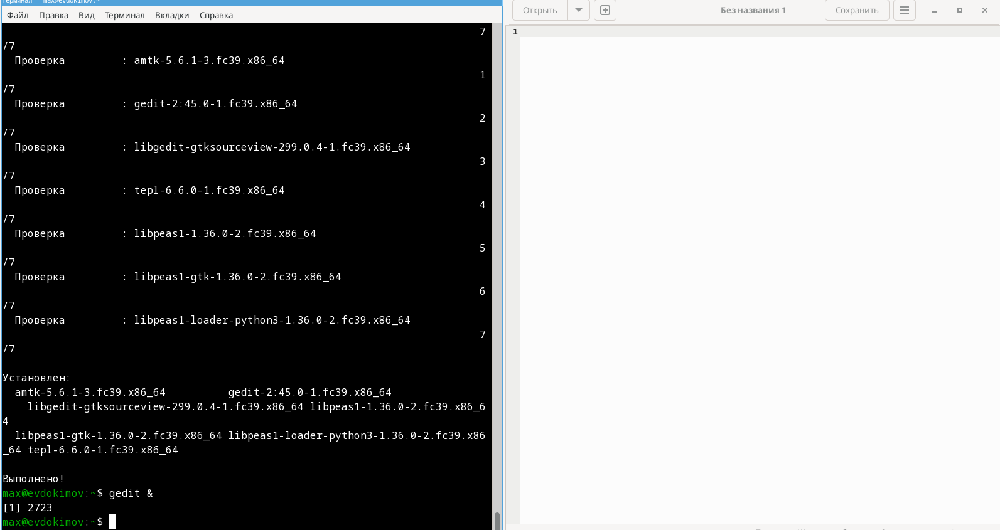 Терминал - max@evdokimov:~
Файл Правка Вид Терминал Вкладки Справка
7
/7
Проверка : amtk-5.6.1-3.fc39.x86_64
1
/7
Проверка : gedit-2:45.0-1.fc39.x86_64
2
/7
Проверка : libgedit-gtksourceview-299.0.4-1.fc39.x86_64
3
/7
Проверка : tepl-6.6.0-1.fc39.x86_64
4
/7
Проверка : libpeas1-1.36.0-2.fc39.x86_64
5
/7
Проверка : libpeas1-gtk-1.36.0-2.fc39.x86_64
6
/7
Проверка : libpeas1-loader-python3-1.36.0-2.fc39.x86_64
7
/7
Установлен:
amtk-5.6.1-3.fc39.x86_64 gedit-2:45.0-1.fc39.x86_64
libgedit-gtksourceview-299.0.4-1.fc39.x86_64 libpeas1-1.36.0-2.fc39.x86_6
4
libpeas1-gtk-1.36.0-2.fc39.x86_64 libpeas1-loader-python3-1.36.0-2.fc39.x86
_64 tepl-6.6.0-1.fc39.x86_64
Выполнено!
max@evdokimov:~$ gedit &
[1] 2723
max@evdokimov:~$
Открыть Без названия 1 Сохранить
1